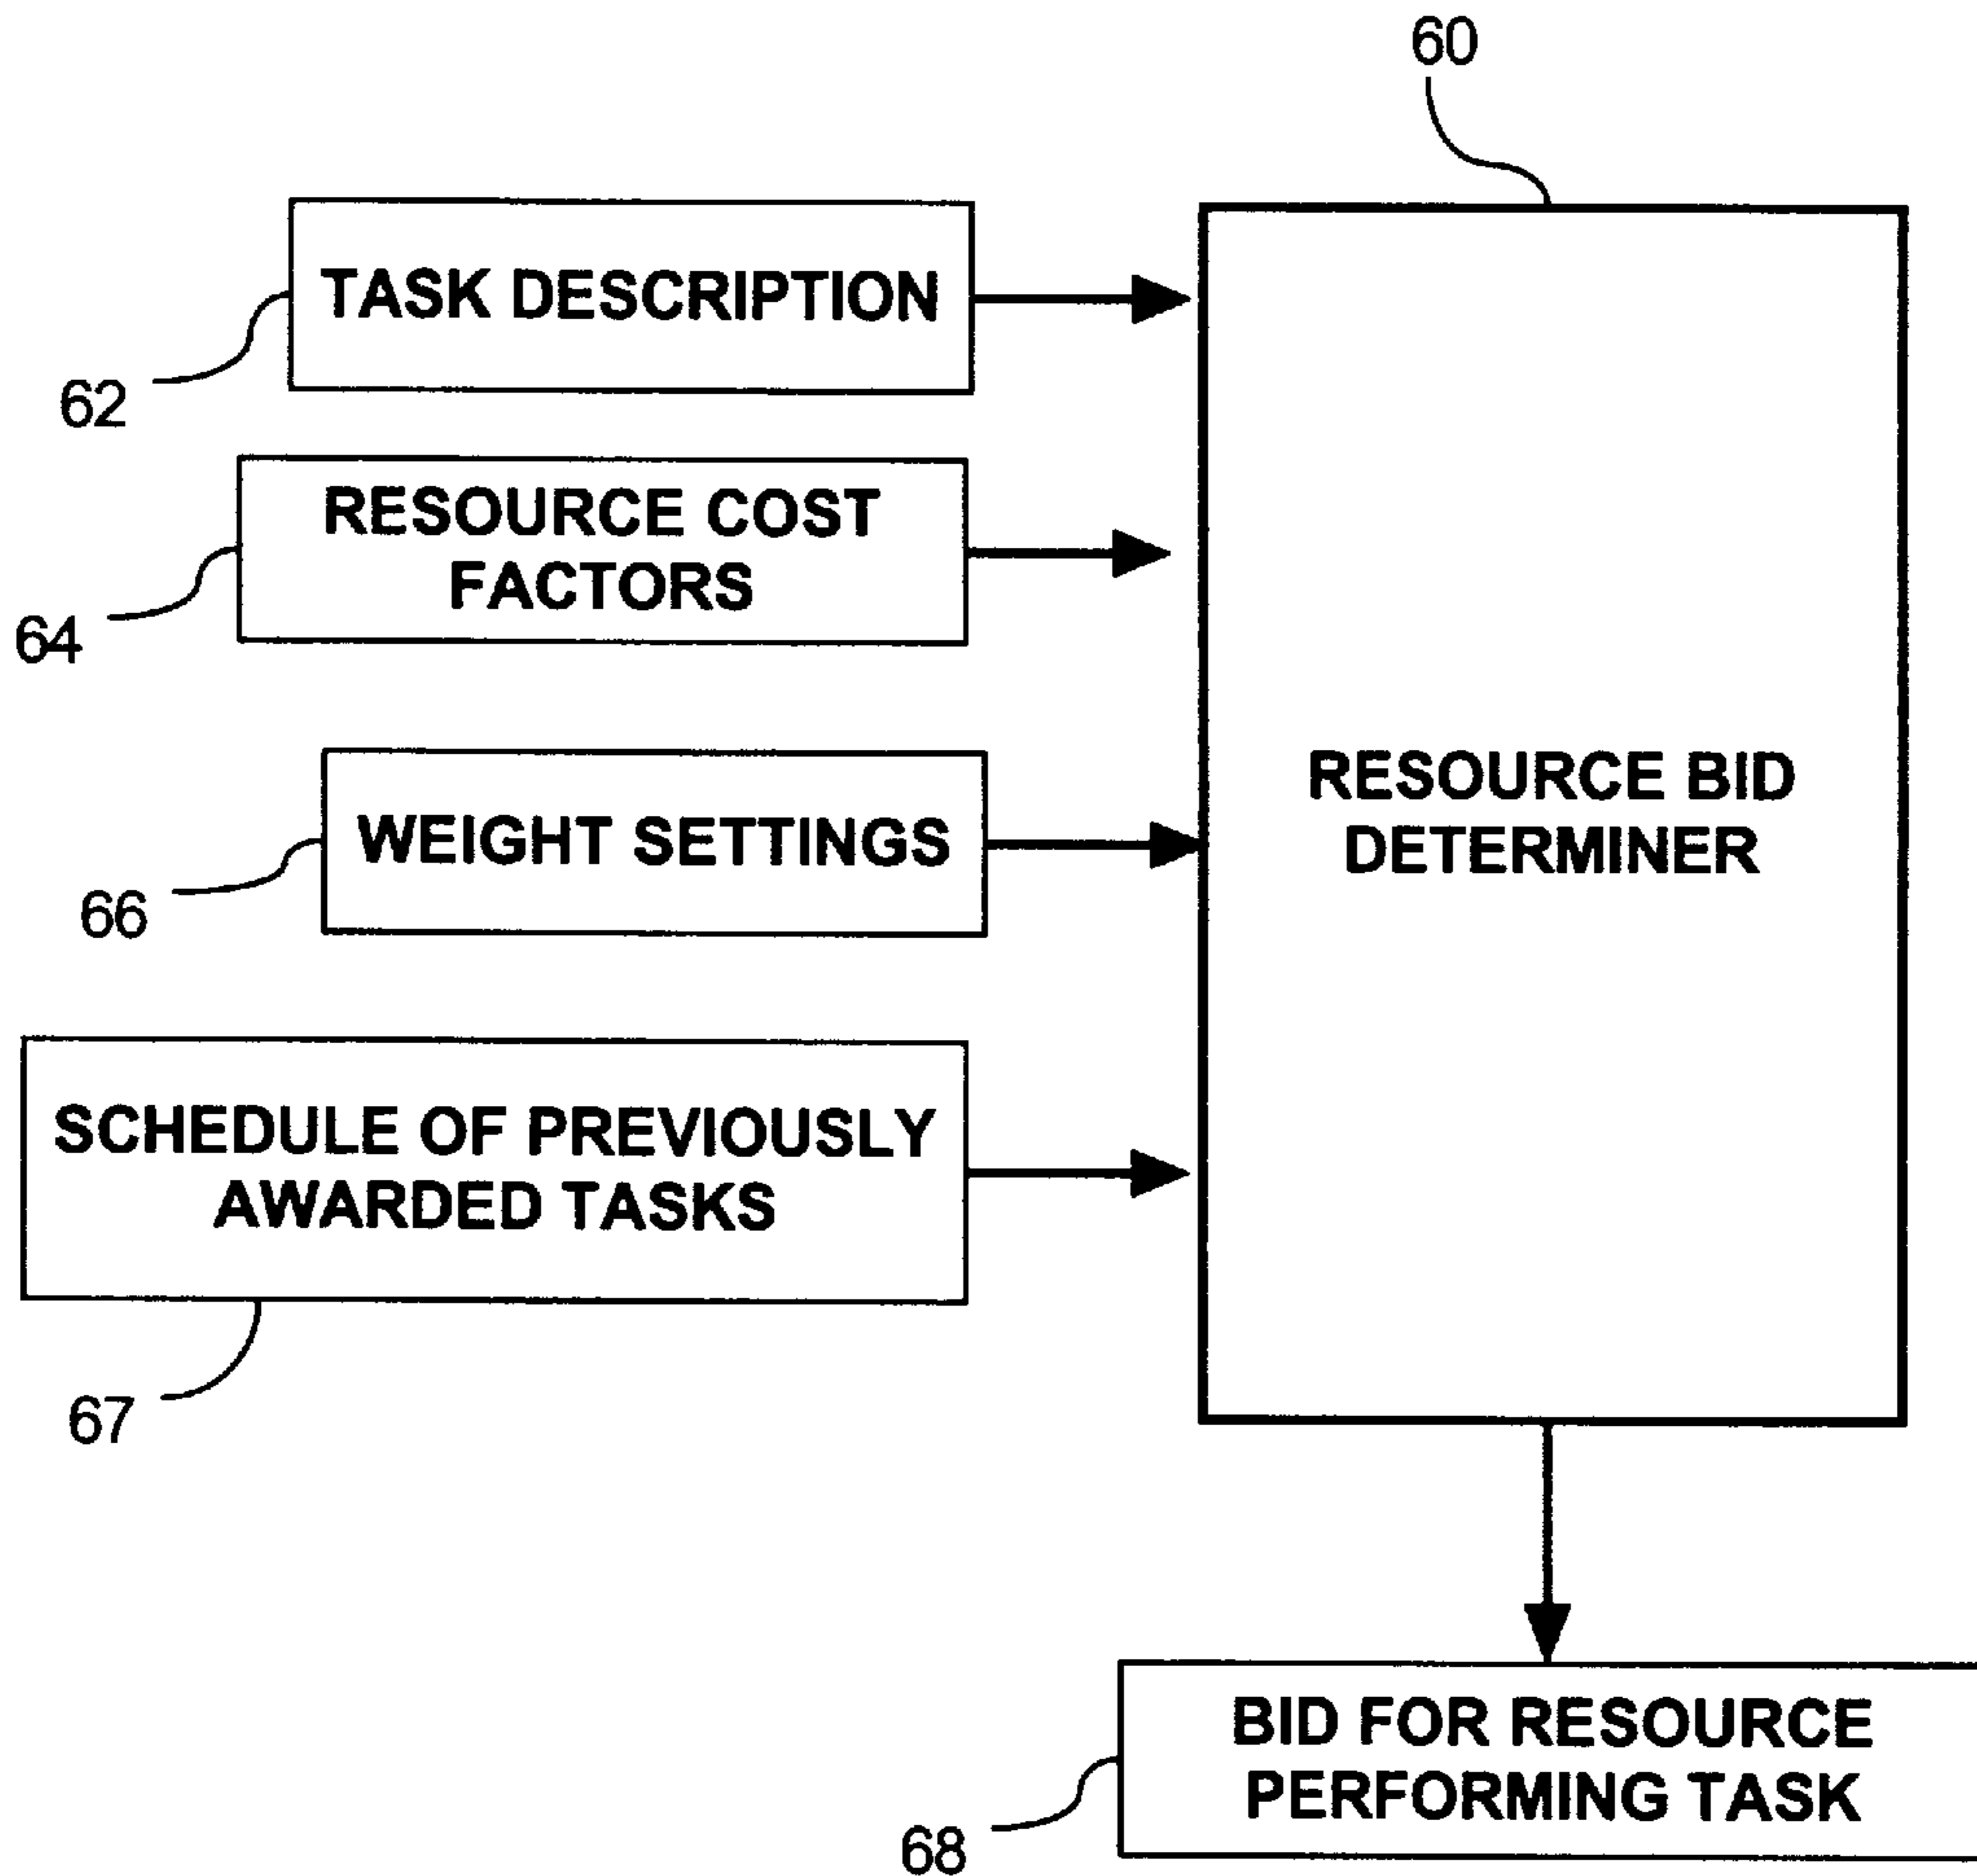 60
TASK DESCRIPTION
62
RESOURCE COST
FACTORS
64
WEIGHT SETTINGS
66
SCHEDULE OF PREVIOUSLY
AWARDED TASKS
67
RESOURCE BID
DETERMINER
BID FOR RESOURCE
PERFORMING TASK
68